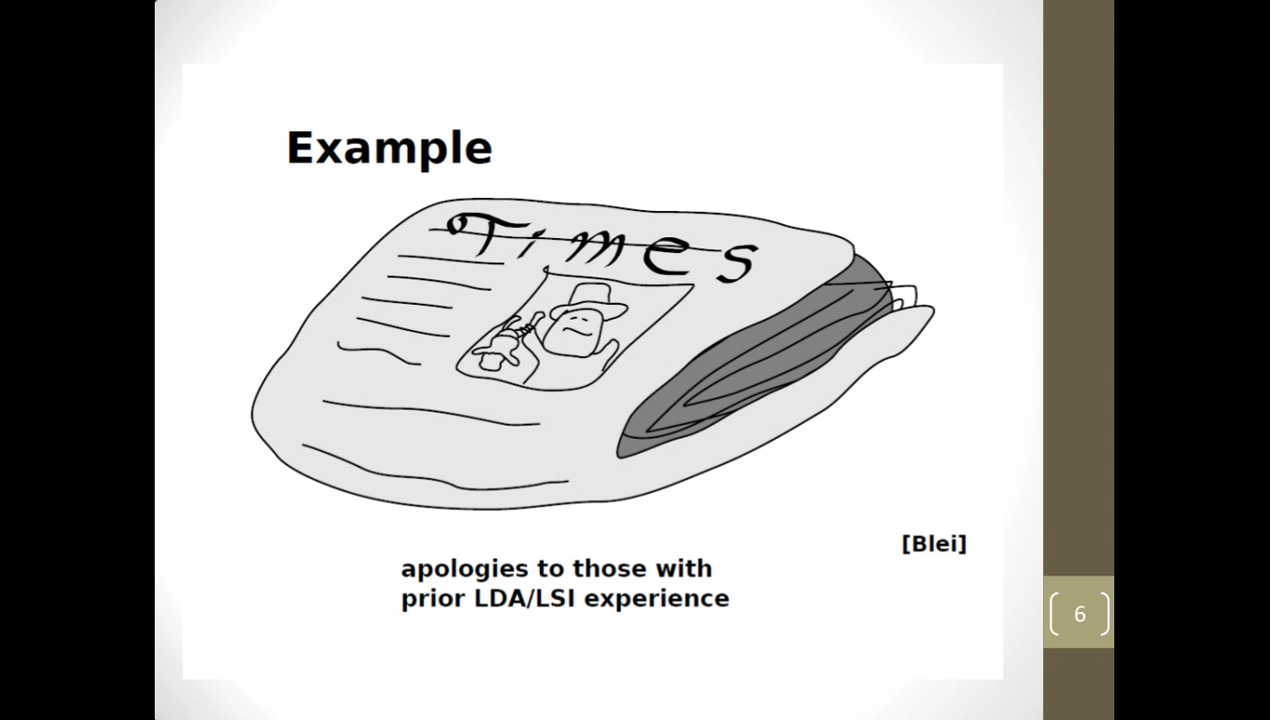 Example
Times
[Blei]
apologies to those with
prior LDA/LSI experience
6